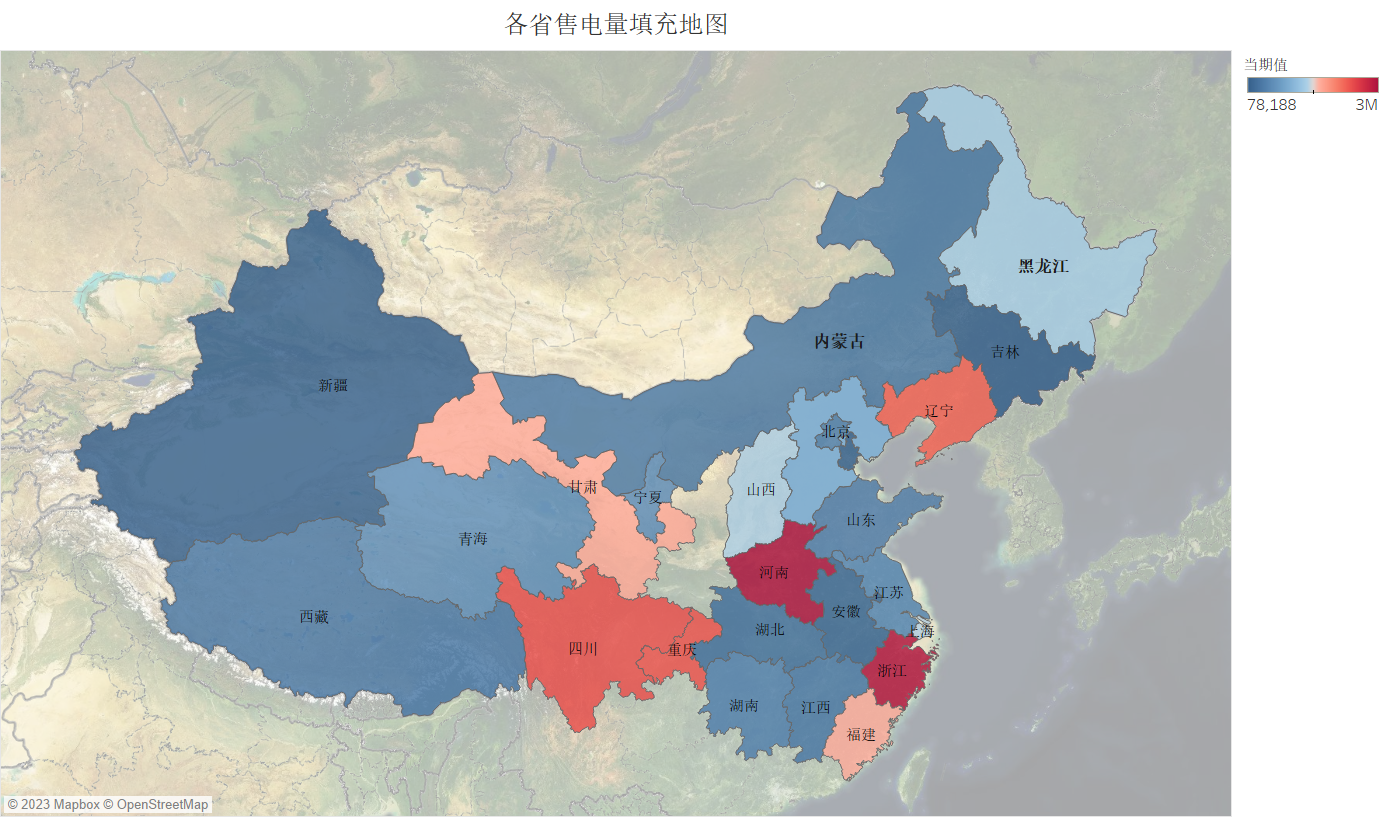 各省售电量填充地图
当期值
78,188
3M
黑龙江
内蒙古
吉林
新疆
辽宁
北京
甘肃
宁夏
山西
山东
青海
河南
江苏
安徽
西藏
湖北
上海
四川
重庆
浙江
湖南
江西
福建
© 2023 Mapbox © OpenStreetMap